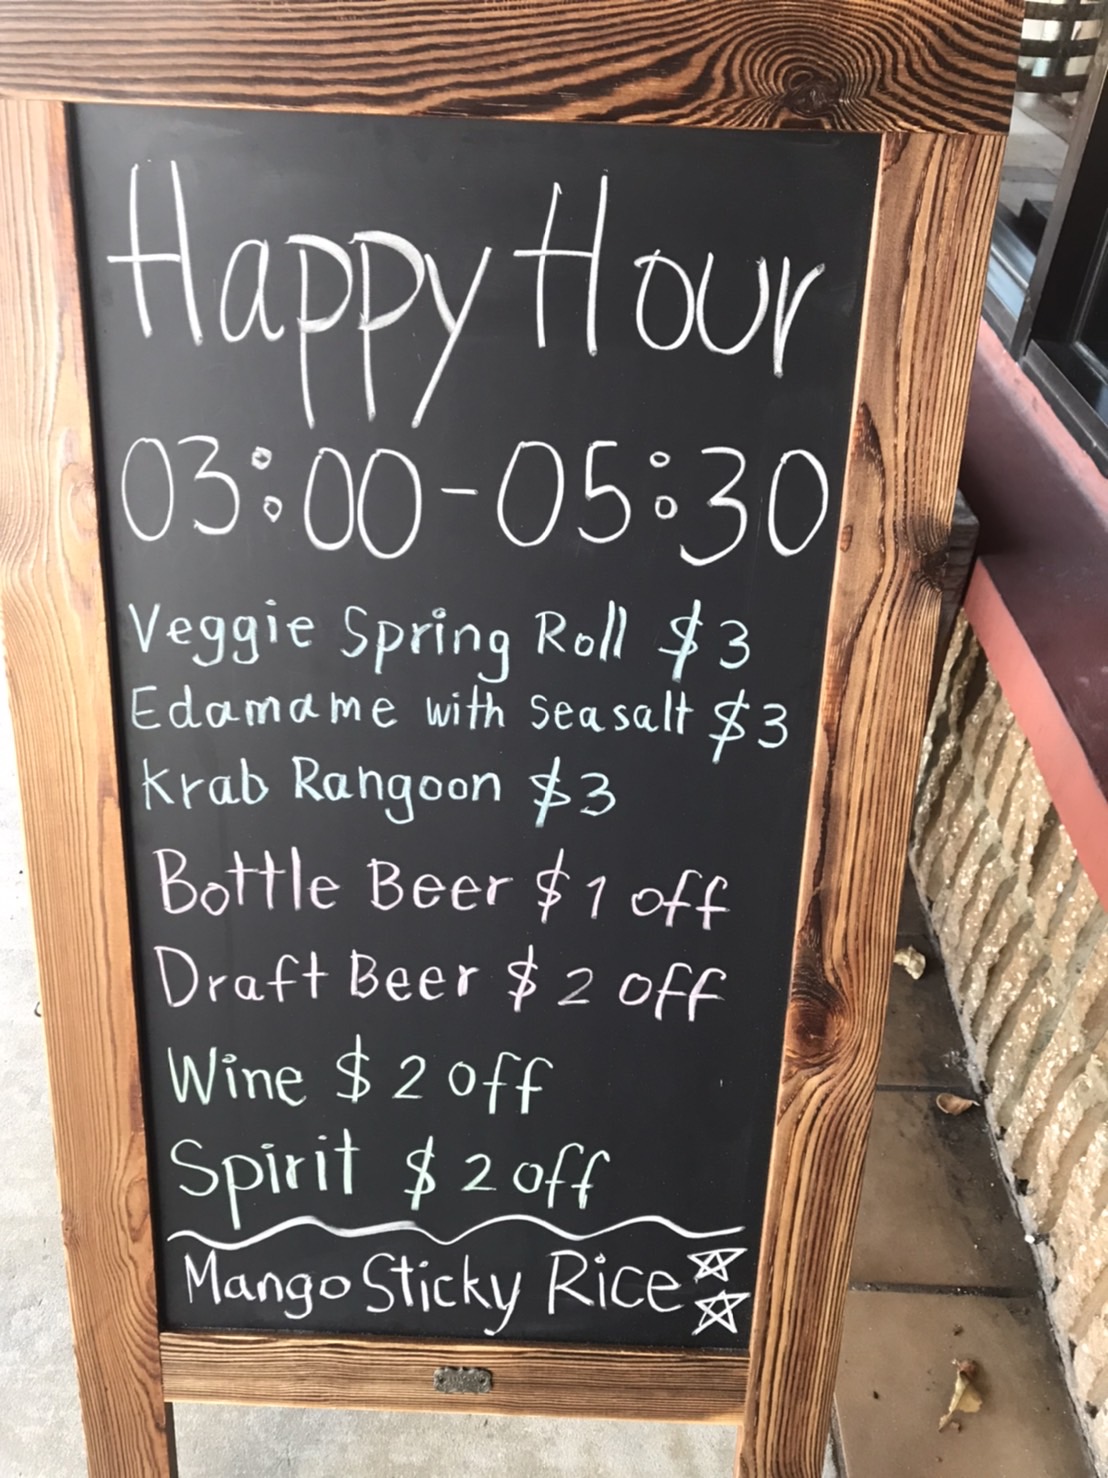 Happy Hour
03:00-05:30
Veggie Spring Roll $3
Edamame with seasalt $3
Krab Rangoon $3
Bottle Beer $1 off
Draft Beer $2 off
Wine $2 off
Spirit $2 off
Mango Sticky Rice